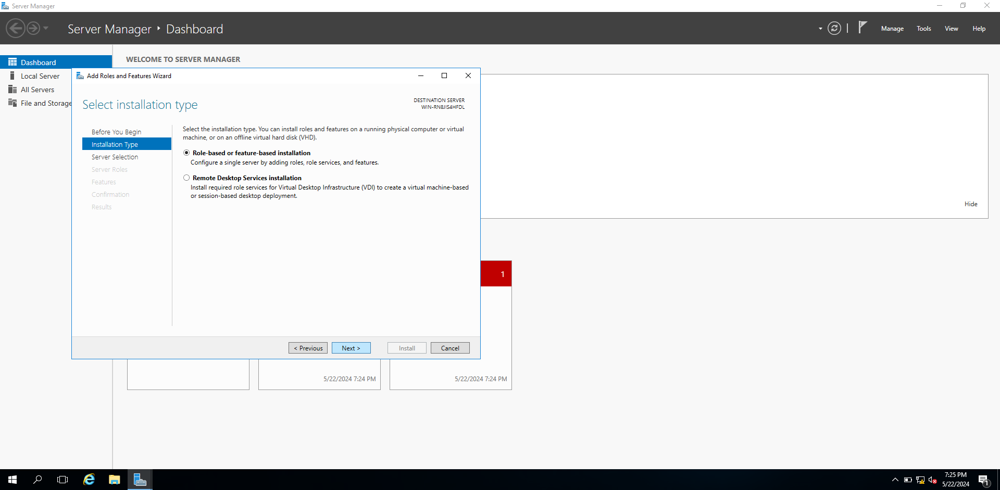 Server Manager
Server Manager ‣ Dashboard
Manage
Tools
View
Help
Dashboard
Local Server
All Servers
File and Storage
WELCOME TO SERVER MANAGER
Add Roles and Features Wizard
Select installation type
DESTINATION SERVER
WIN-RN8JIS4HFDL
Before You Begin
Installation Type
Server Selection
Server Roles
Features
Confirmation
Results
Select the installation type. You can install roles and features on a running physical computer or virtual
machine, or on an offline virtual hard disk (VHD).
Role-based or feature-based installation
Configure a single server by adding roles, role services, and features.
Remote Desktop Services installation
Install required role services for Virtual Desktop Infrastructure (VDI) to create a virtual machine-based
or session-based desktop deployment.
Hide
1
< Previous
Next >
Install
Cancel
5/22/2024 7:24 PM
5/22/2024 7:24 PM
7:25 PM
5/22/2024
1